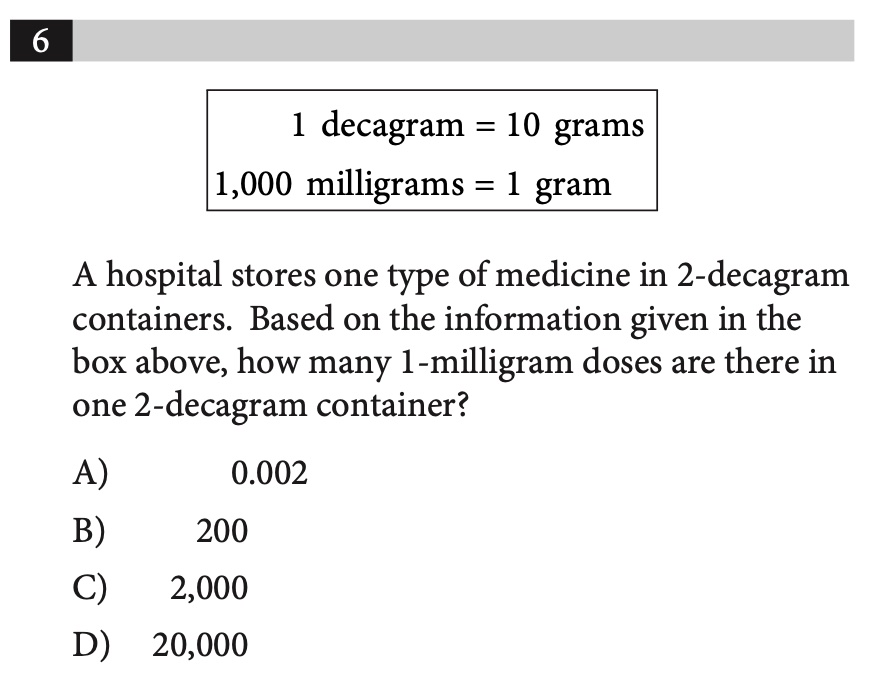 6
1 decagram = 10 grams
1,000 milligrams = 1 gram
A hospital stores one type of medicine in 2-decagram
containers. Based on the information given in the
box above, how many 1-milligram doses are there in
one 2-decagram container?
A) 0.002
B) 200
C) 2,000
D) 20,000